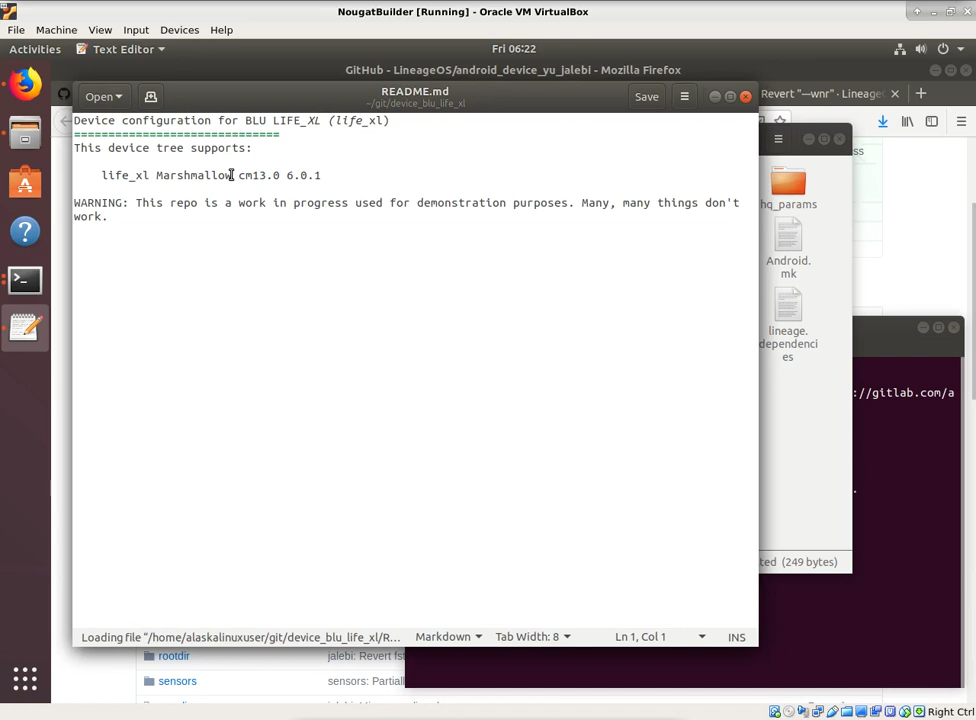 NougatBuilder [Running] - Oracle VM VirtualBox
File Machine View Input Devices Help
Activities Text Editor Fri 06:22
GitHub - LineageOS/android_device_yu_jalebi - Mozilla Firefox
Open README.md Save
~/git/device_blu_life_xl
Revert "—wnr" · Lineage
Device configuration for BLU LIFE_XL (life_xl)
==============================
This device tree supports:
life_xl Marshmallow cm13.0 6.0.1
WARNING: This repo is a work in progress used for demonstration purposes. Many, many things don't
work.
ss
hq_params
Android.
mk
lineage.
dependenci
es
://gitlab.com/a
.
ted (249 bytes)
Loading file “/home/alaskalinuxuser/git/device_blu_life_xl/R... Markdown Tab Width: 8 Ln 1, Col 1 INS
rootdir jalebi: Revert fst
sensors sensors: Partiall
Right Ctrl